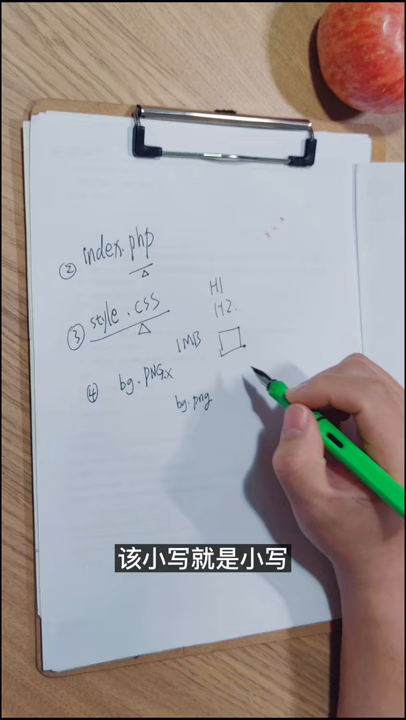 ② index.php
H1
③ style.css
H2.
1MB
④ bg.PNG.x
bg.png
该小写就是小写